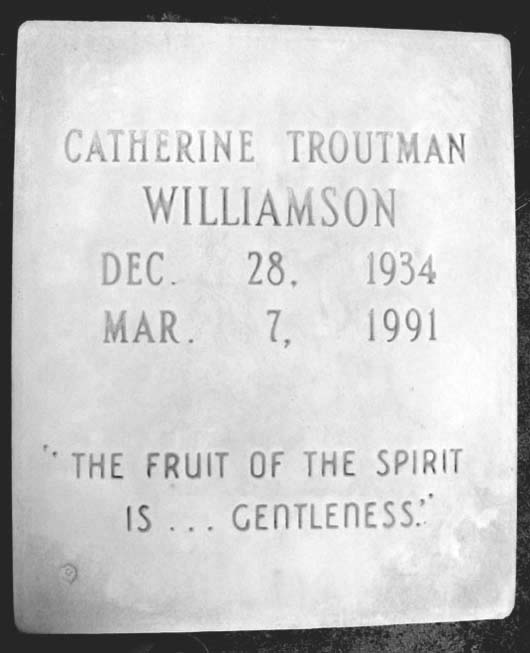 CATHERINE TROUTMAN
WILLIAMSON
DEC. 28, 1934
MAR. 7, 1991
"THE FRUIT OF THE SPIRIT
IS ... GENTLENESS."